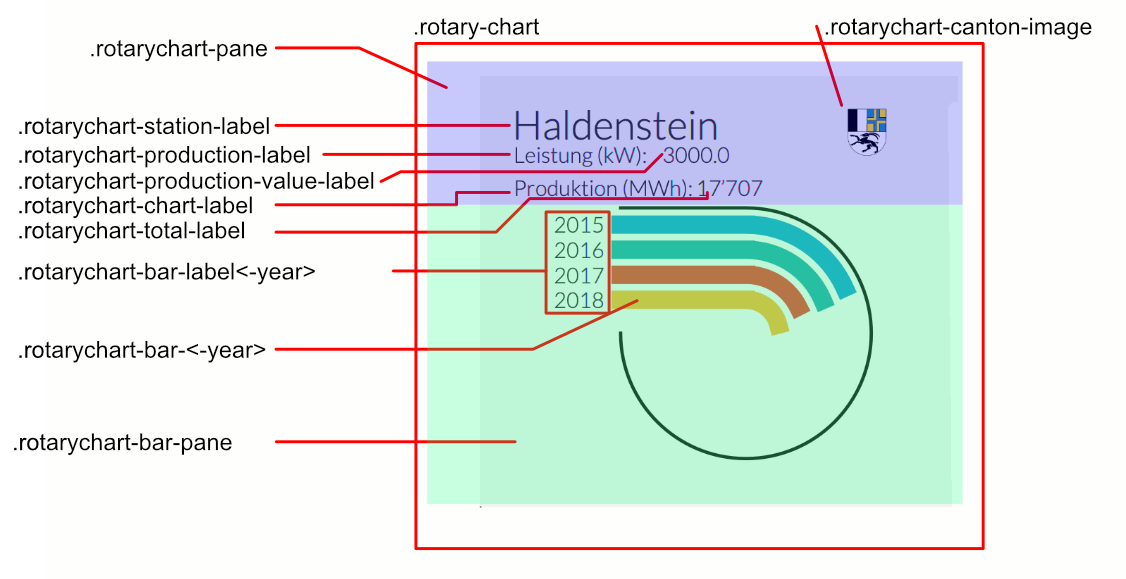 .rotary-chart
.rotarychart-canton-image
.rotarychart-pane
.rotarychart-station-label
Haldenstein
.rotarychart-production-label
Leistung (kW): 3000.0
.rotarychart-production-value-label
Produktion (MWh): 17'707
.rotarychart-chart-label
.rotarychart-total-label
2015
2016
.rotarychart-bar-label<-year>
2017
2018
.rotarychart-bar-<-year>
.rotarychart-bar-pane